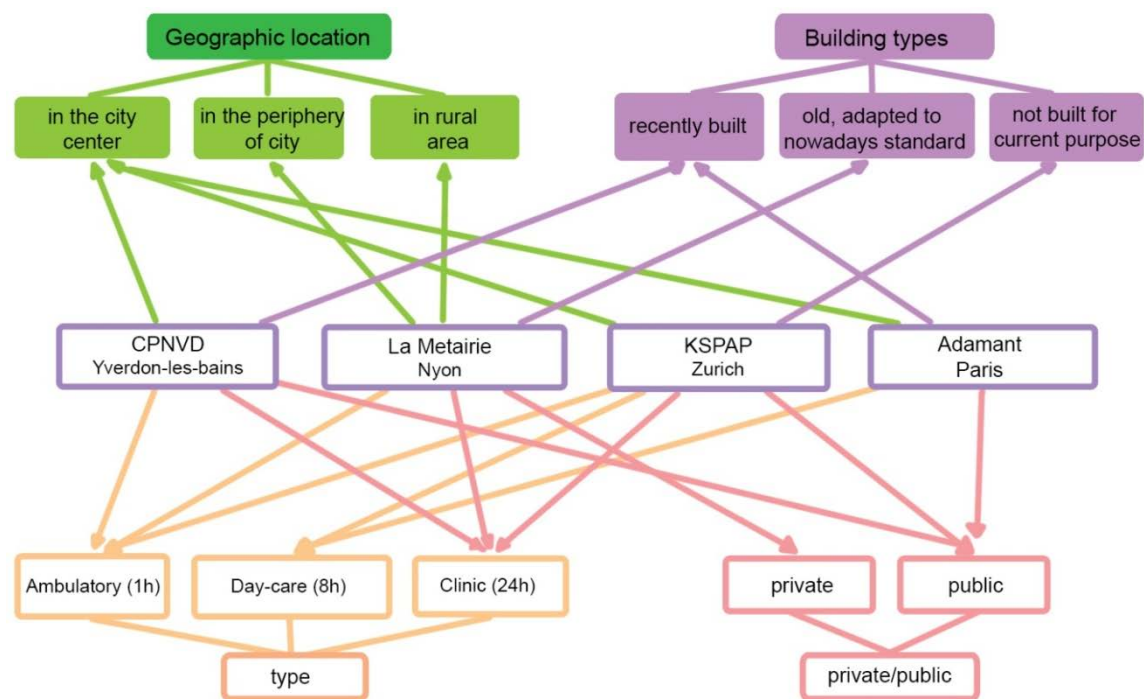 Geographic location
Building types
in the city
center
in the periphery
of city
in rural
area
recently built
old, adapted to
nowadays standard
not built for
current purpose
CPNVD
Yverdon-les-bains
La Metairie
Nyon
KSPAP
Zurich
Adamant
Paris
Ambulatory (1h)
Day-care (8h)
Clinic (24h)
private
public
type
private/public